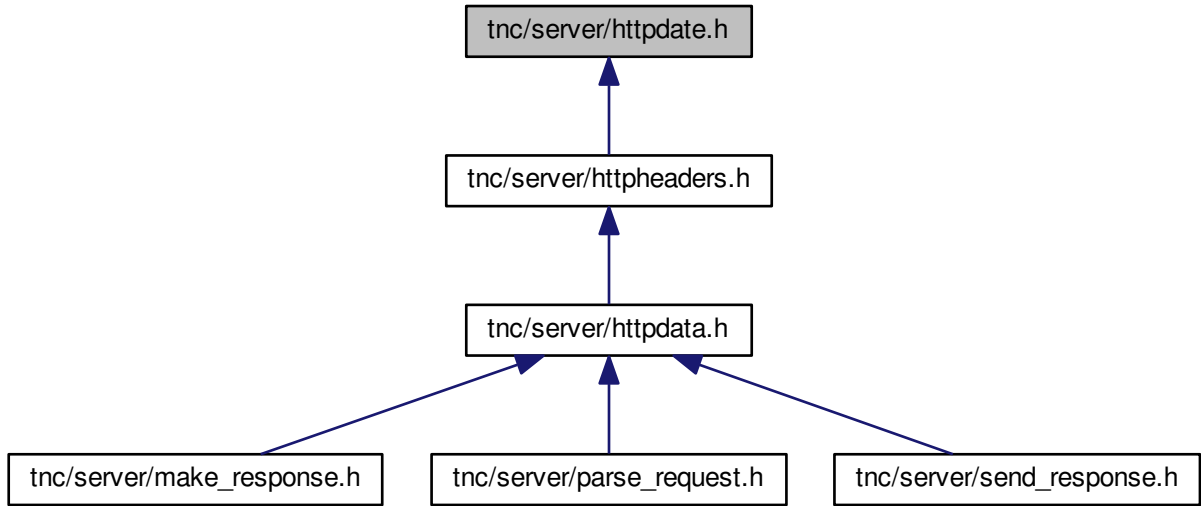 tnc/server/httpdate.h
tnc/server/httpheaders.h
tnc/server/httpdata.h
tnc/server/make_response.h
tnc/server/parse_request.h
tnc/server/send_response.h